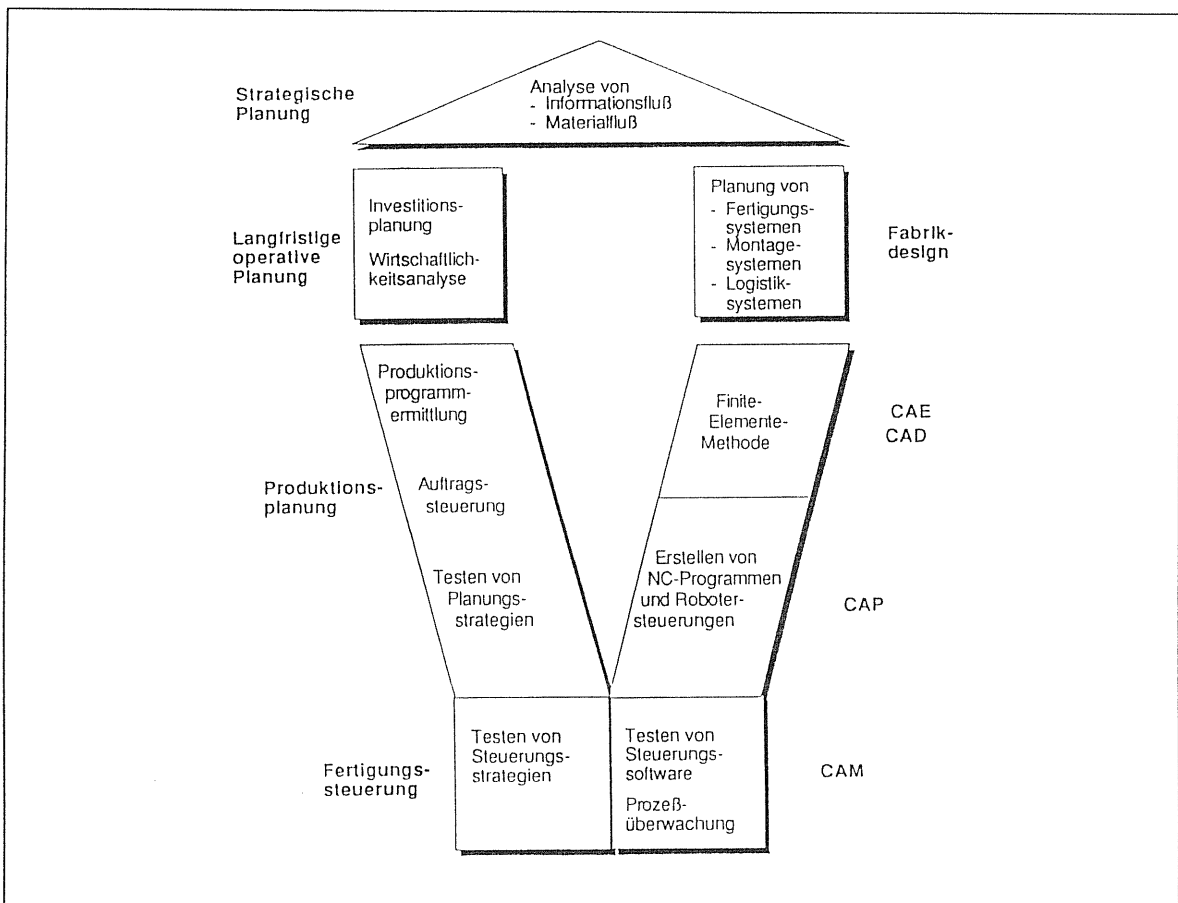 Strategische
Planung
Analyse von
- Informationsfluß
- Materialfluß
Langfristige
operative
Planung
Investitions-
planung
Wirtschaftlich-
keitsanalyse
Planung von
- Fertigungs-
systemen
- Montage-
systemen
- Logistik-
systemen
Fabrik-
design
Produktions-
planung
Produktions-
programm-
ermittlung
Auftrags-
steuerung
Testen von
Planungs-
strategien
Finite-
Elemente-
Methode
CAE
CAD
Erstellen von
NC-Programmen
und Roboter-
steuerungen
CAP
Fertigungs-
steuerung
Testen von
Steuerungs-
strategien
Testen von
Steuerungs-
software
Prozeß-
überwachung
CAM